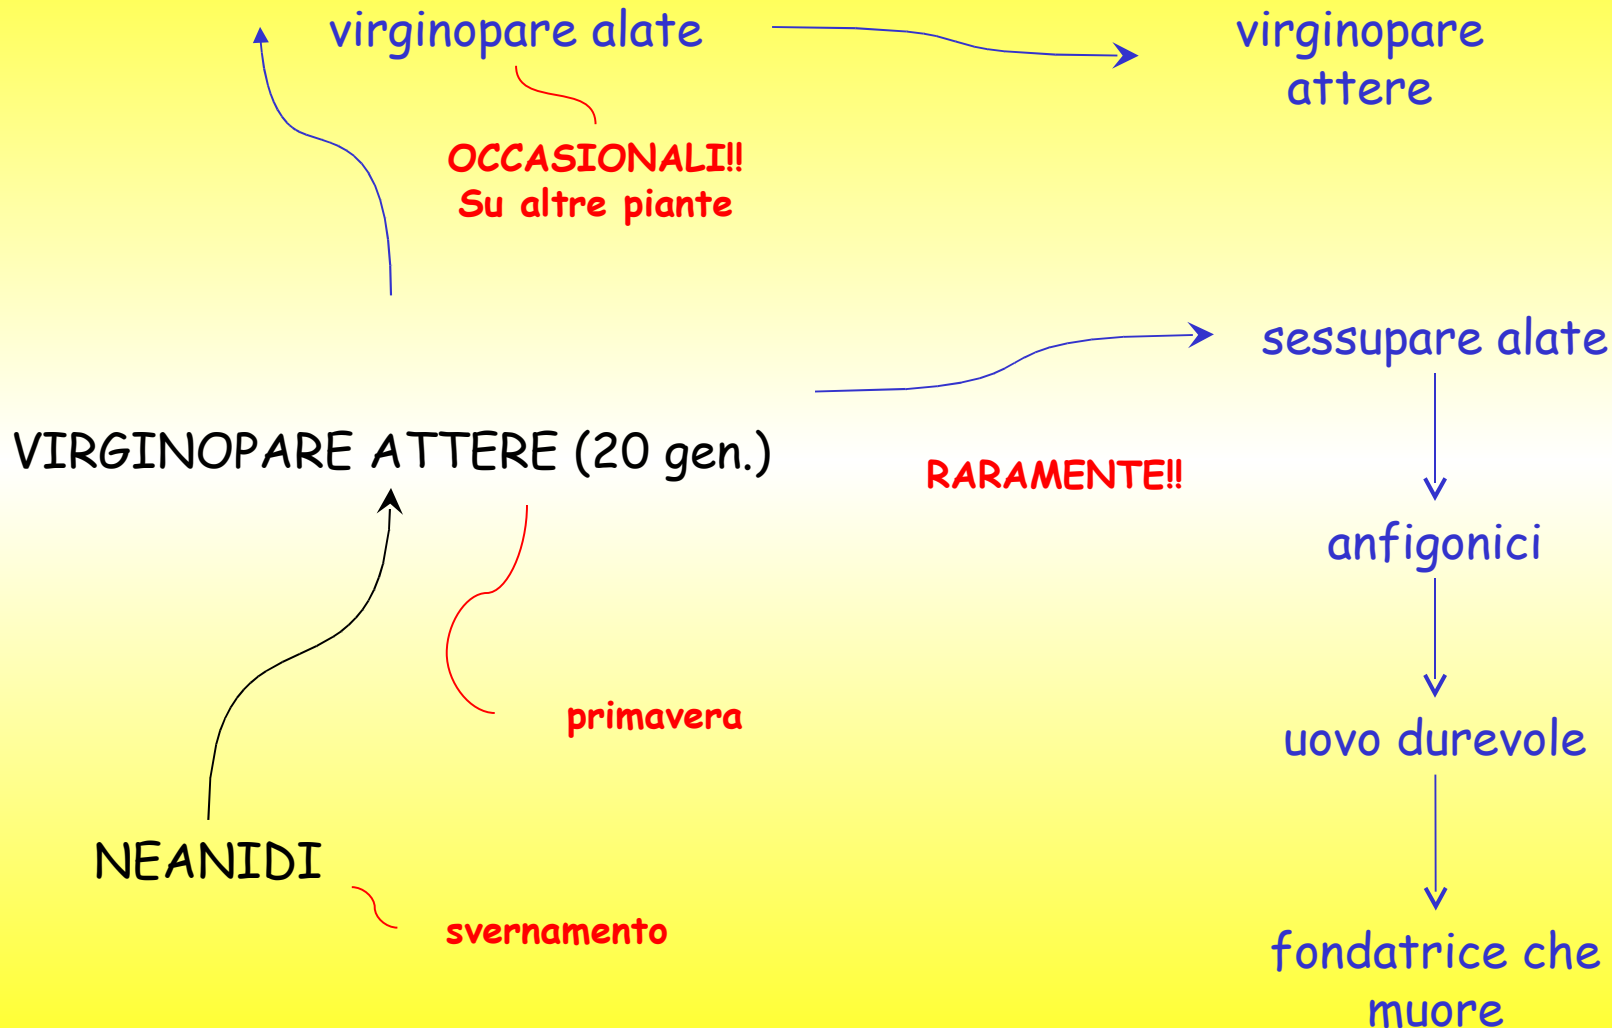 virginopare alate
virginopare
attere
OCCASIONALI!!
Su altre piante
sessupare alate
VIRGINOPARE ATTERE (20 gen.)
RARAMENTE!!
anfigonici
primavera
uovo durevole
NEANIDI
svernamento
fondatrice che
muore